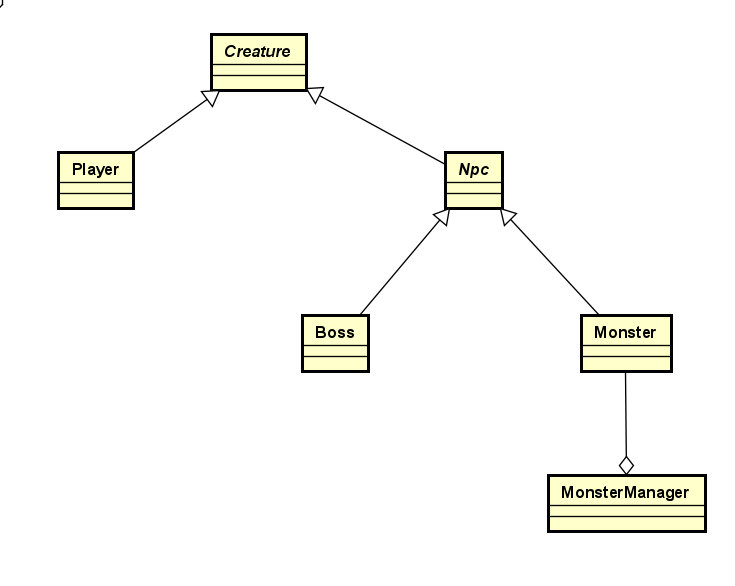 Creature
Player
Npc
Boss
Monster
MonsterManager